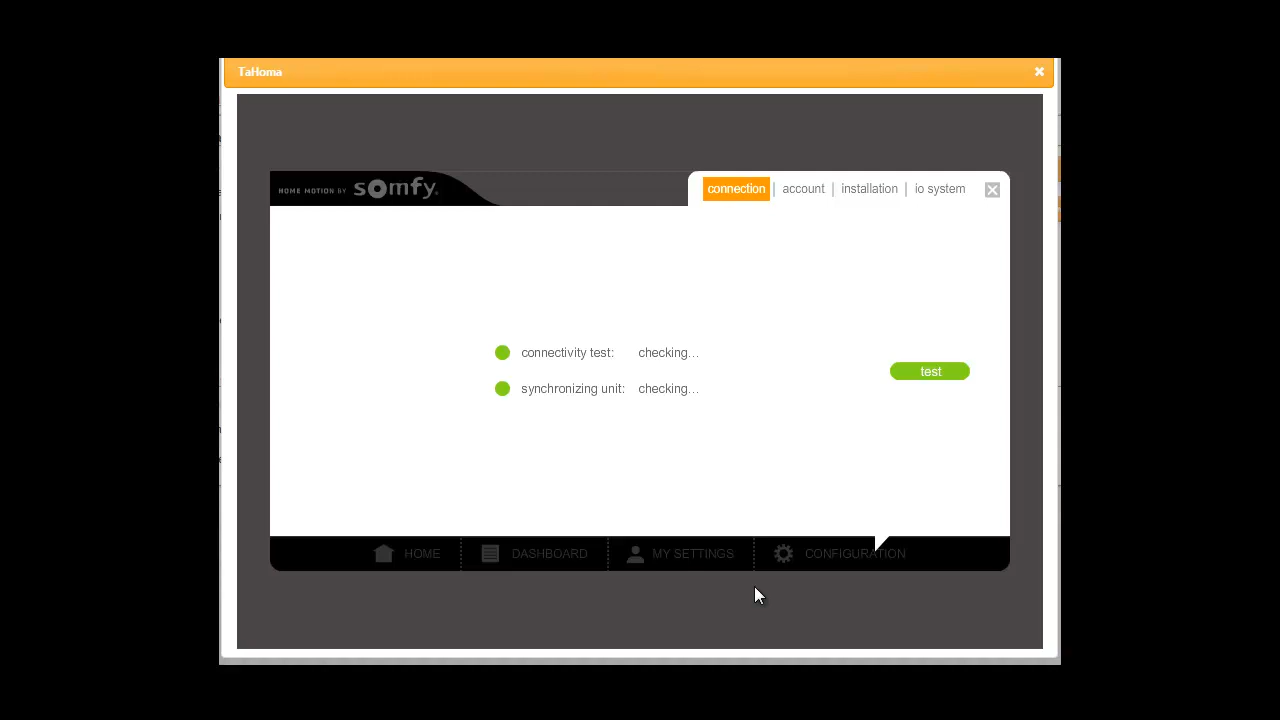 TaHoma
HOME MOTION BY somfy.
connection | account | installation | io system
connectivity test: checking...
test
synchronizing unit: checking...
HOME DASHBOARD MY SETTINGS CONFIGURATION